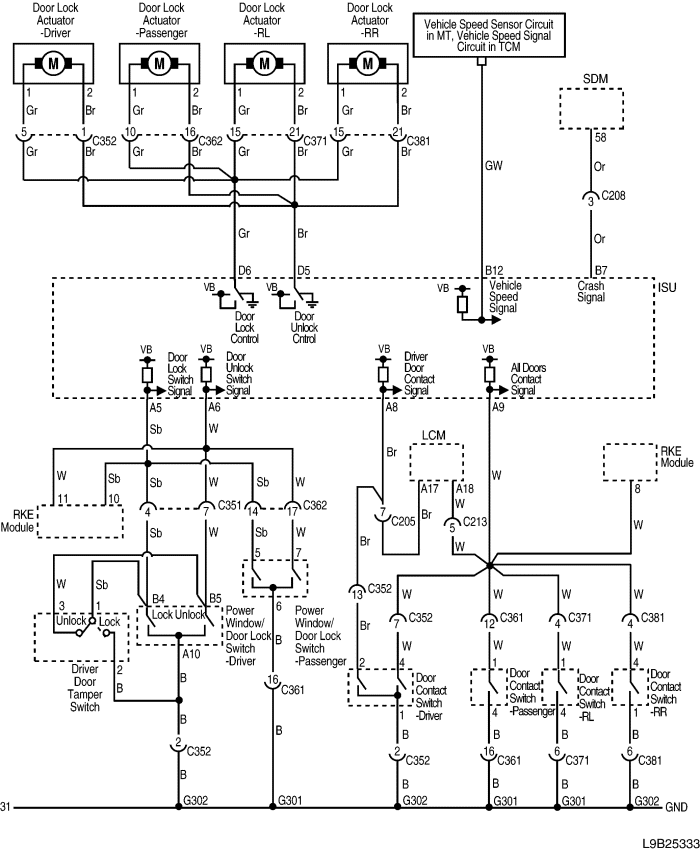 Door Lock
Actuator
-Driver
Door Lock
Actuator
-Passenger
Door Lock
Actuator
-RL
Door Lock
Actuator
-RR
Vehicle Speed Sensor Circuit
in MT, Vehicle Speed Signal
Circuit in TCM
M M M M
SDM
1 2 1 2 1 2 1 2
Gr Br Gr Br Gr Br Gr Br
58
5 1 C352 10 16 C362 15 21 C371 15 21 C381
Gr Br Gr Br Gr Br Gr Br
GW
Or
3 C208
Gr Br
Or
D6 D5 B12 B7
ISU
VB VB VB
Door
Lock
Control
Door
Unlock
Cntrol
Vehicle
Speed
Signal
Crash
Signal
VB VB VB VB
Door
Lock
Switch
Signal
Door
Unlock
Switch
Signal
Driver
Door
Contact
Signal
All Doors
Contact
Signal
A5 A6 A8 A9
Sb W
LCM
RKE
Module
Br W
W Sb Sb W
A17 A18 8
11 10
RKE
Module
4 7 C351 14 17 C362
7 C205 Br W 5 C213 W
Sb W Sb W
Br W
5 7
C352
13
W Sb
3 1 B4 B5
Unlock Lock
Lock Unlock
Power
Window/
Door Lock
Switch
-Driver
6
Power
Window/
Door Lock
Switch
-Passenger
W W W W
7 C352 12 C361 4 C371 4 C381
Br W W W W
2
A10
Driver
Door
Tamper
Switch
B B B
2 4 1 1 4
Door
Contact
Switch
-Driver
Door
Contact
Switch
-Passenger
Door
Contact
Switch
-RL
Door
Contact
Switch
-RR
16 C361
1 4 4 1
B B B B B B
2 C352
2 C352 16 C361 6 C371 6 C381
B B B B B
31 G302 G301 G302 G301 G301 G302 GND
L9B25333